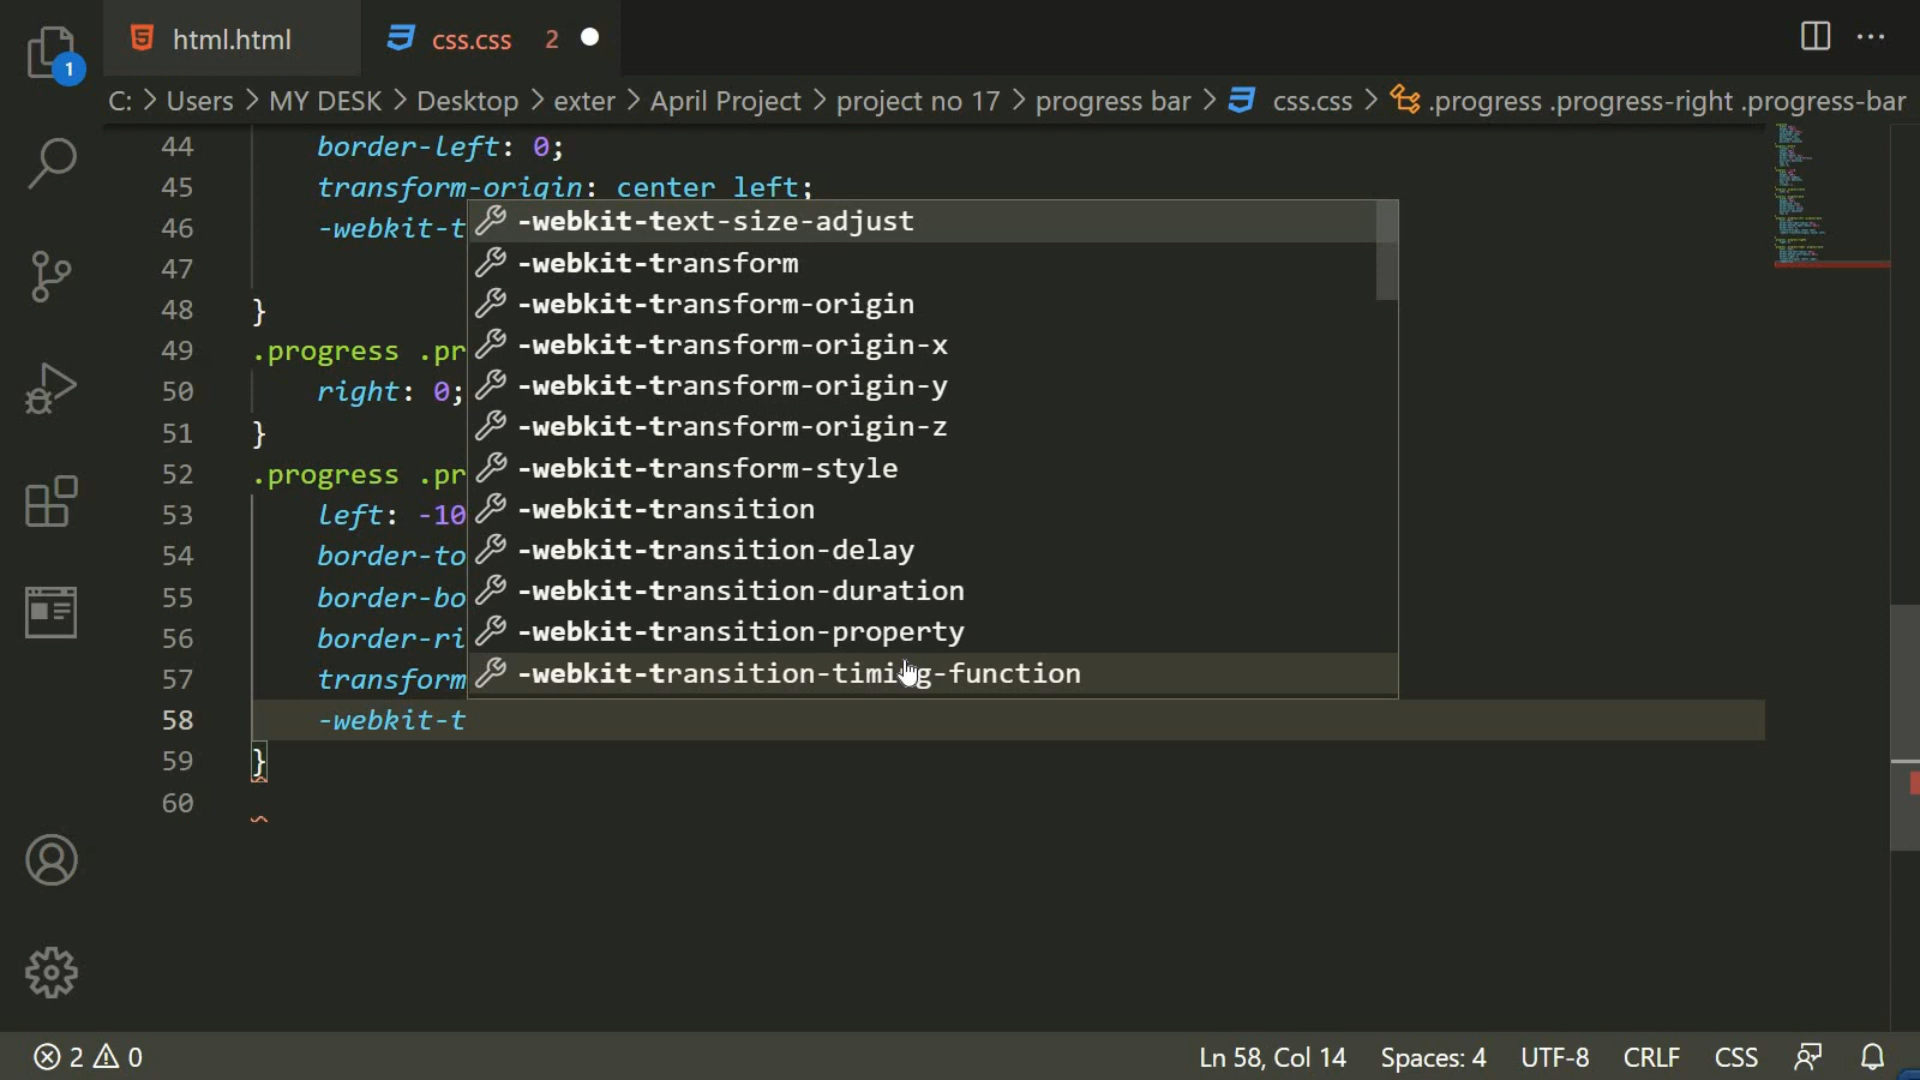 html.html
css.css 2
1
C: > Users > MY DESK > Desktop > exter > April Project > project no 17 > progress bar > css.css > .progress .progress-right .progress-bar
44 border-left: 0;
45 transform-origin: center left;
46 -webkit-t
47
48 }
49 .progress .pr
50 right: 0;
51 }
52 .progress .pr
53 left: -10
54 border-to
55 border-bo
56 border-ri
57 transform
58 -webkit-t
59 }
60
-webkit-text-size-adjust
-webkit-transform
-webkit-transform-origin
-webkit-transform-origin-x
-webkit-transform-origin-y
-webkit-transform-origin-z
-webkit-transform-style
-webkit-transition
-webkit-transition-delay
-webkit-transition-duration
-webkit-transition-property
-webkit-transition-timing-function
2 0
Ln 58, Col 14 Spaces: 4 UTF-8 CRLF CSS